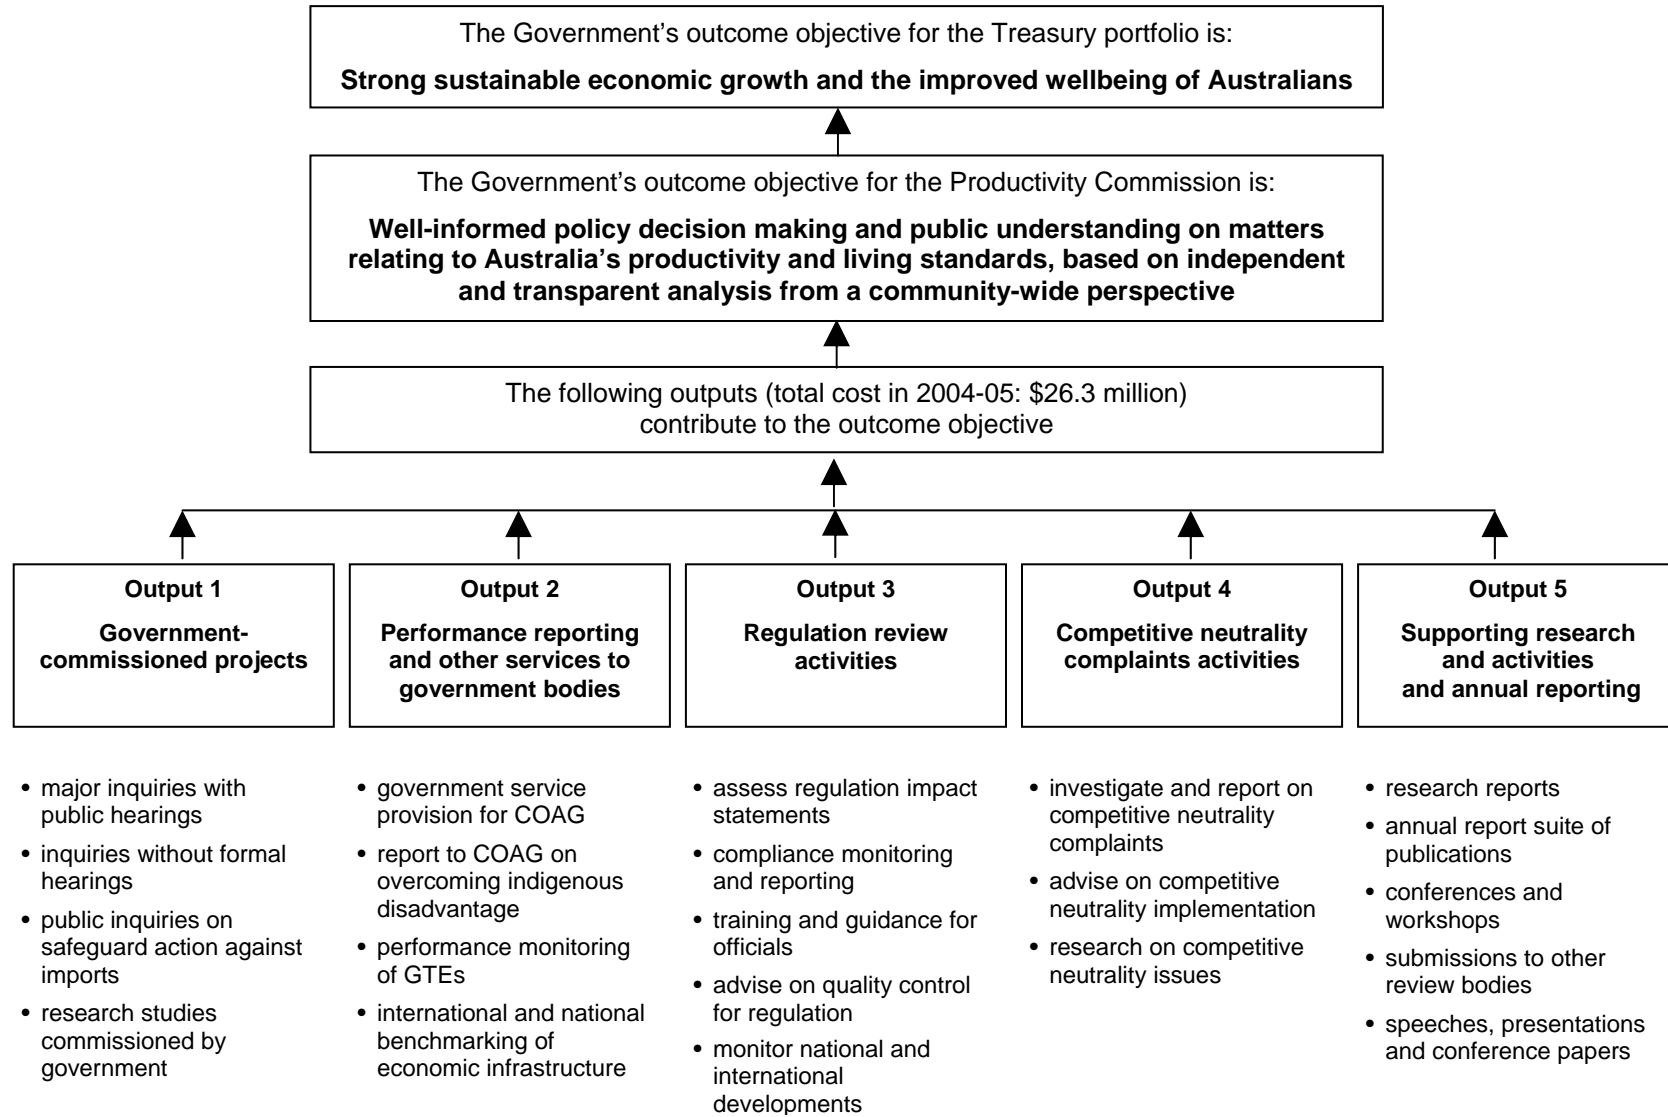 The Government’s outcome objective for the Treasury portfolio is:
Strong sustainable economic growth and the improved wellbeing of Australians
The Government’s outcome objective for the Productivity Commission is:
Well-informed policy decision making and public understanding on matters
relating to Australia’s productivity and living standards, based on independent
and transparent analysis from a community-wide perspective
The following outputs (total cost in 2004-05: $26.3 million)
contribute to the outcome objective
Output 1
Government-
commissioned projects
Output 2
Performance reporting
and other services to
government bodies
Output 3
Regulation review
activities
Output 4
Competitive neutrality
complaints activities
Output 5
Supporting research
and activities
and annual reporting
• major inquiries with
public hearings
• inquiries without formal
hearings
• public inquiries on
safeguard action against
imports
• research studies
commissioned by
government
• government service
provision for COAG
• report to COAG on
overcoming indigenous
disadvantage
• performance monitoring
of GTEs
• international and national
benchmarking of
economic infrastructure
• assess regulation impact
statements
• compliance monitoring
and reporting
• training and guidance for
officials
• advise on quality control
for regulation
• monitor national and
international
developments
• investigate and report on
competitive neutrality
complaints
• advise on competitive
neutrality implementation
• research on competitive
neutrality issues
• research reports
• annual report suite of
publications
• conferences and
workshops
• submissions to other
review bodies
• speeches, presentations
and conference papers